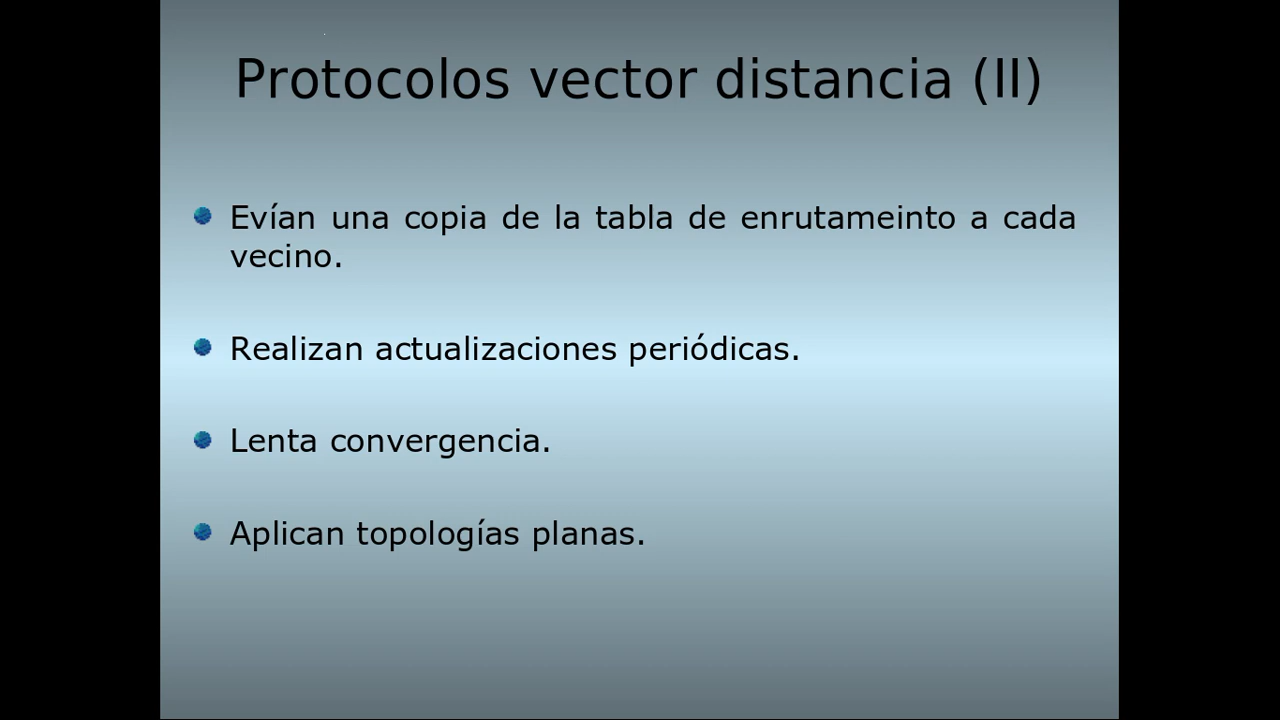 Protocolos vector distancia (II)
Evían una copia de la tabla de enrutameinto a cada
vecino.
Realizan actualizaciones periódicas.
Lenta convergencia.
Aplican topologías planas.